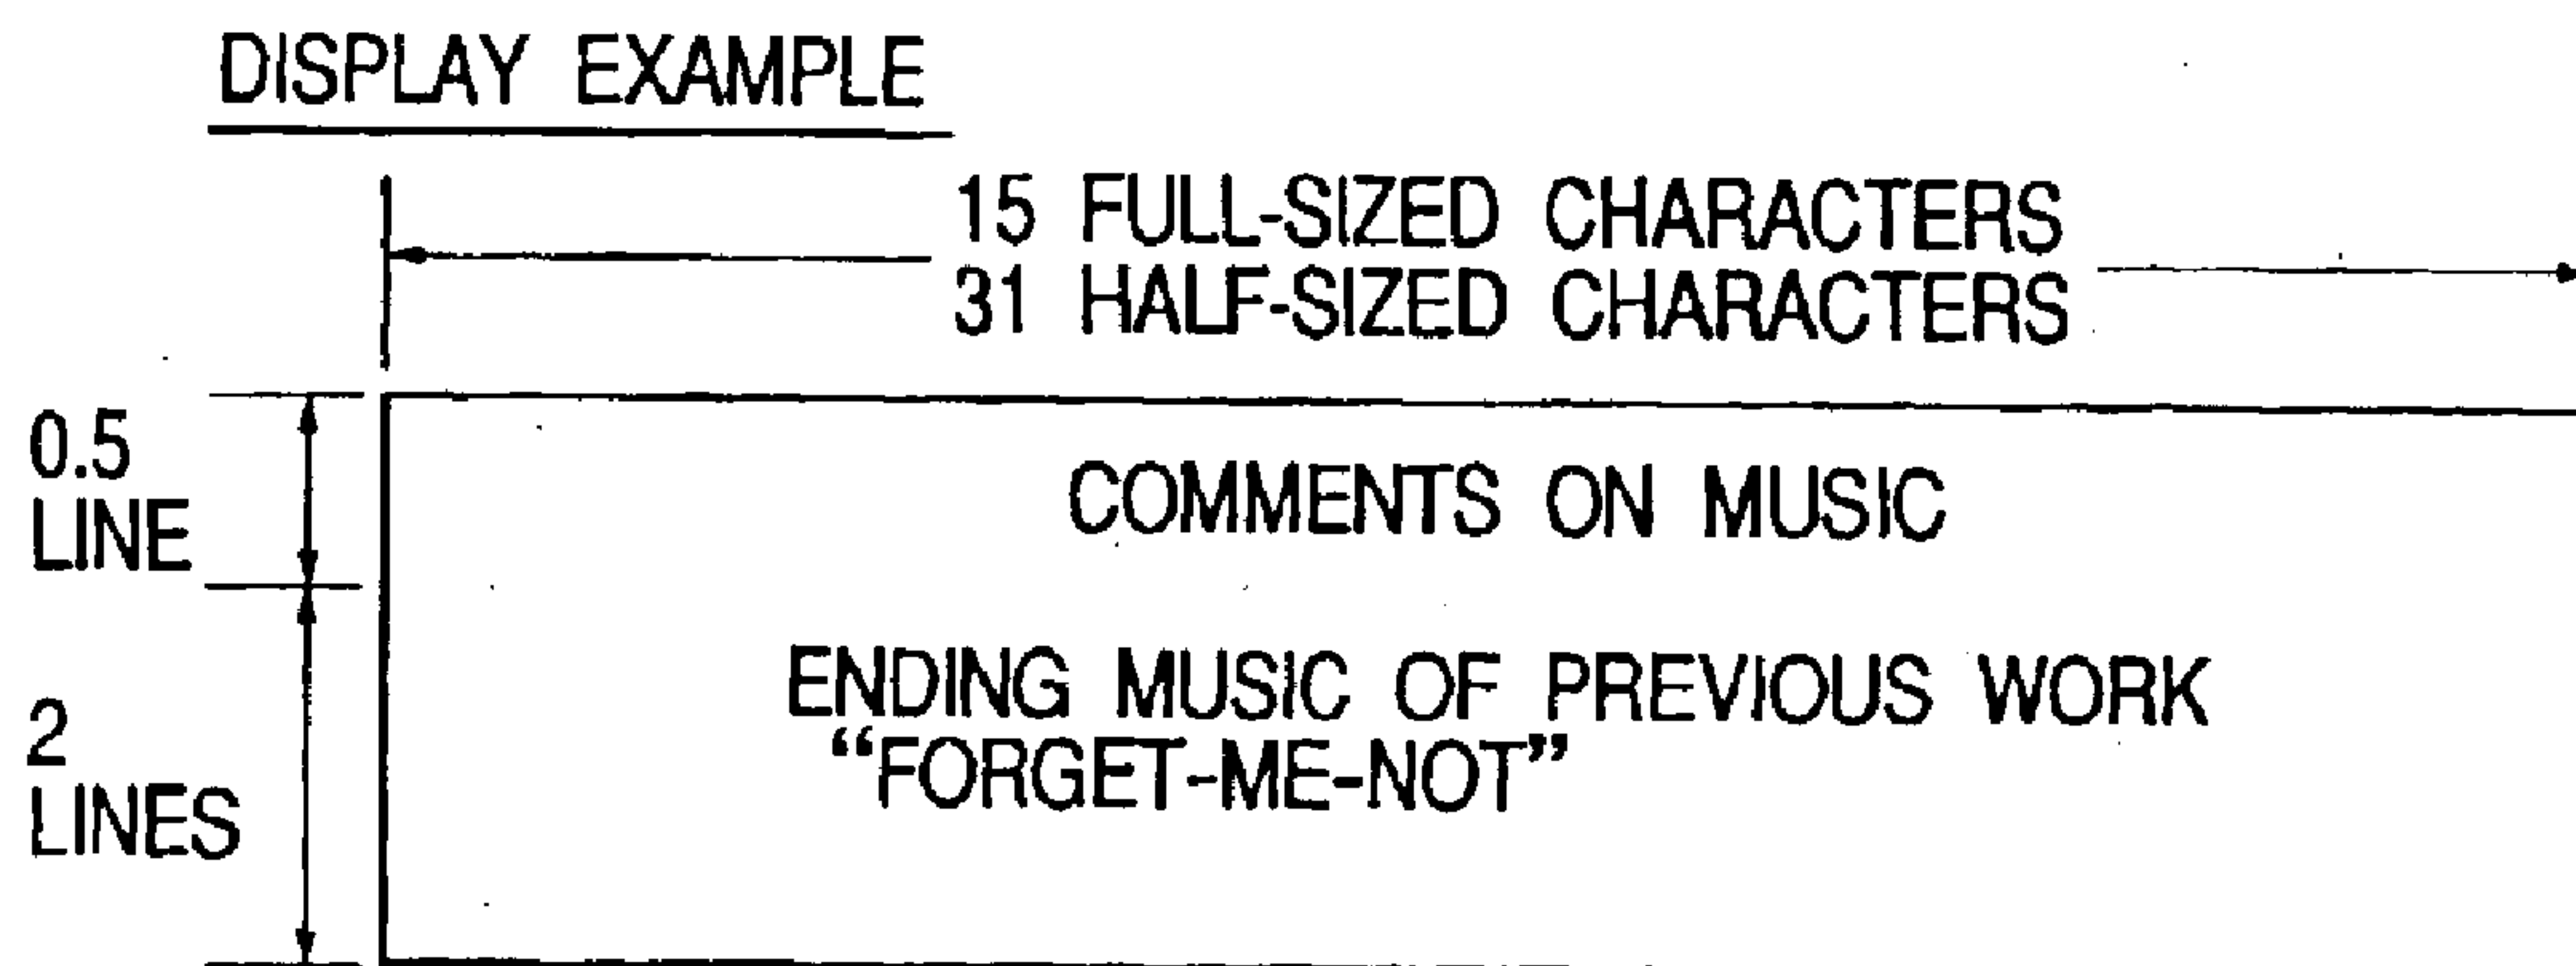 DISPLAY EXAMPLE
15 FULL-SIZED CHARACTERS
31 HALF-SIZED CHARACTERS
0.5
LINE
COMMENTS ON MUSIC
2
LINES
ENDING MUSIC OF PREVIOUS WORK
“FORGET-ME-NOT”